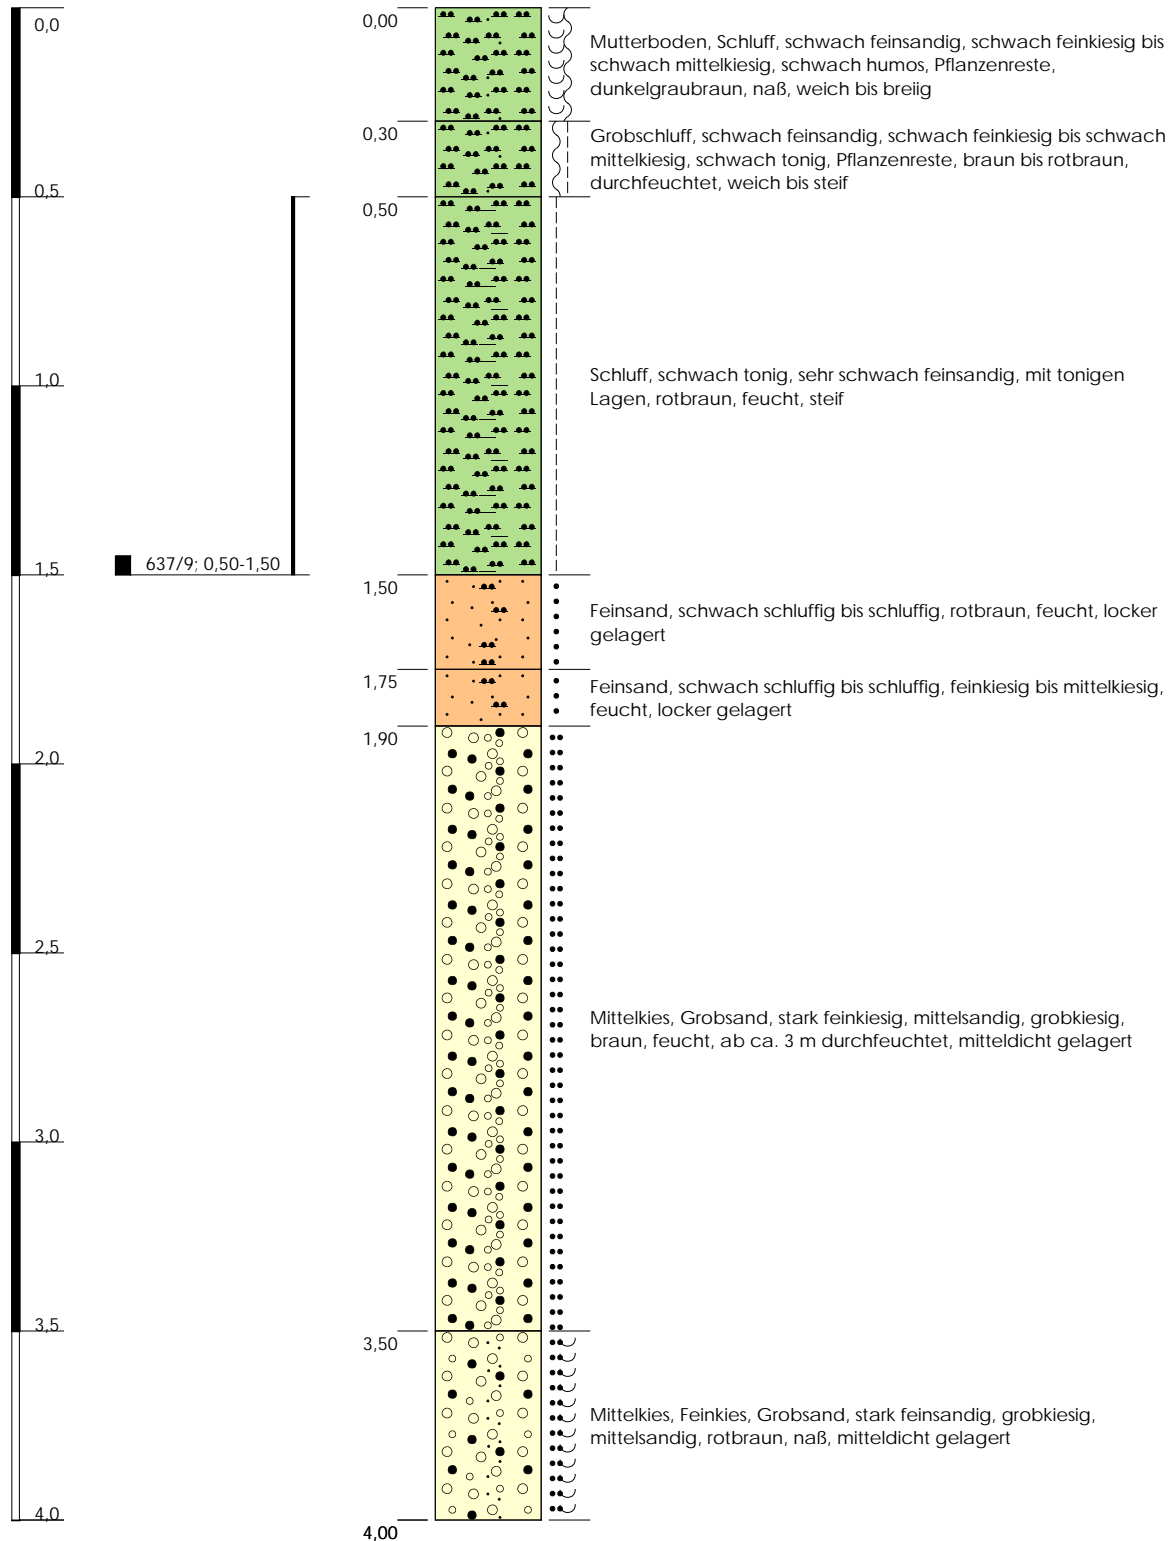 0,0
0,00
Mutterboden, Schluff, schwach feinsandig, schwach feinkiesig bis
schwach mittelkiesig, schwach humos, Pflanzenreste,
dunkelgraubraun, naß, weich bis breiig
0,30
Grobschluff, schwach feinsandig, schwach feinkiesig bis schwach
mittelkiesig, schwach tonig, Pflanzenreste, braun bis rotbraun,
durchfeuchtet, weich bis steif
0,5
0,50
1,0
Schluff, schwach tonig, sehr schwach feinsandig, mit tonigen
Lagen, rotbraun, feucht, steif
637/9; 0,50-1,50
1,5
1,50
Feinsand, schwach schluffig bis schluffig, rotbraun, feucht, locker
gelagert
1,75
Feinsand, schwach schluffig bis schluffig, feinkiesig bis mittelkiesig,
feucht, locker gelagert
1,90
2,0
2,5
Mittelkies, Grobsand, stark feinkiesig, mittelsandig, grobkiesig,
braun, feucht, ab ca. 3 m durchfeuchtet, mitteldicht gelagert
3,0
3,5
3,50
Mittelkies, Feinkies, Grobsand, stark feinsandig, grobkiesig,
mittelsandig, rotbraun, naß, mitteldicht gelagert
4,0
4,00